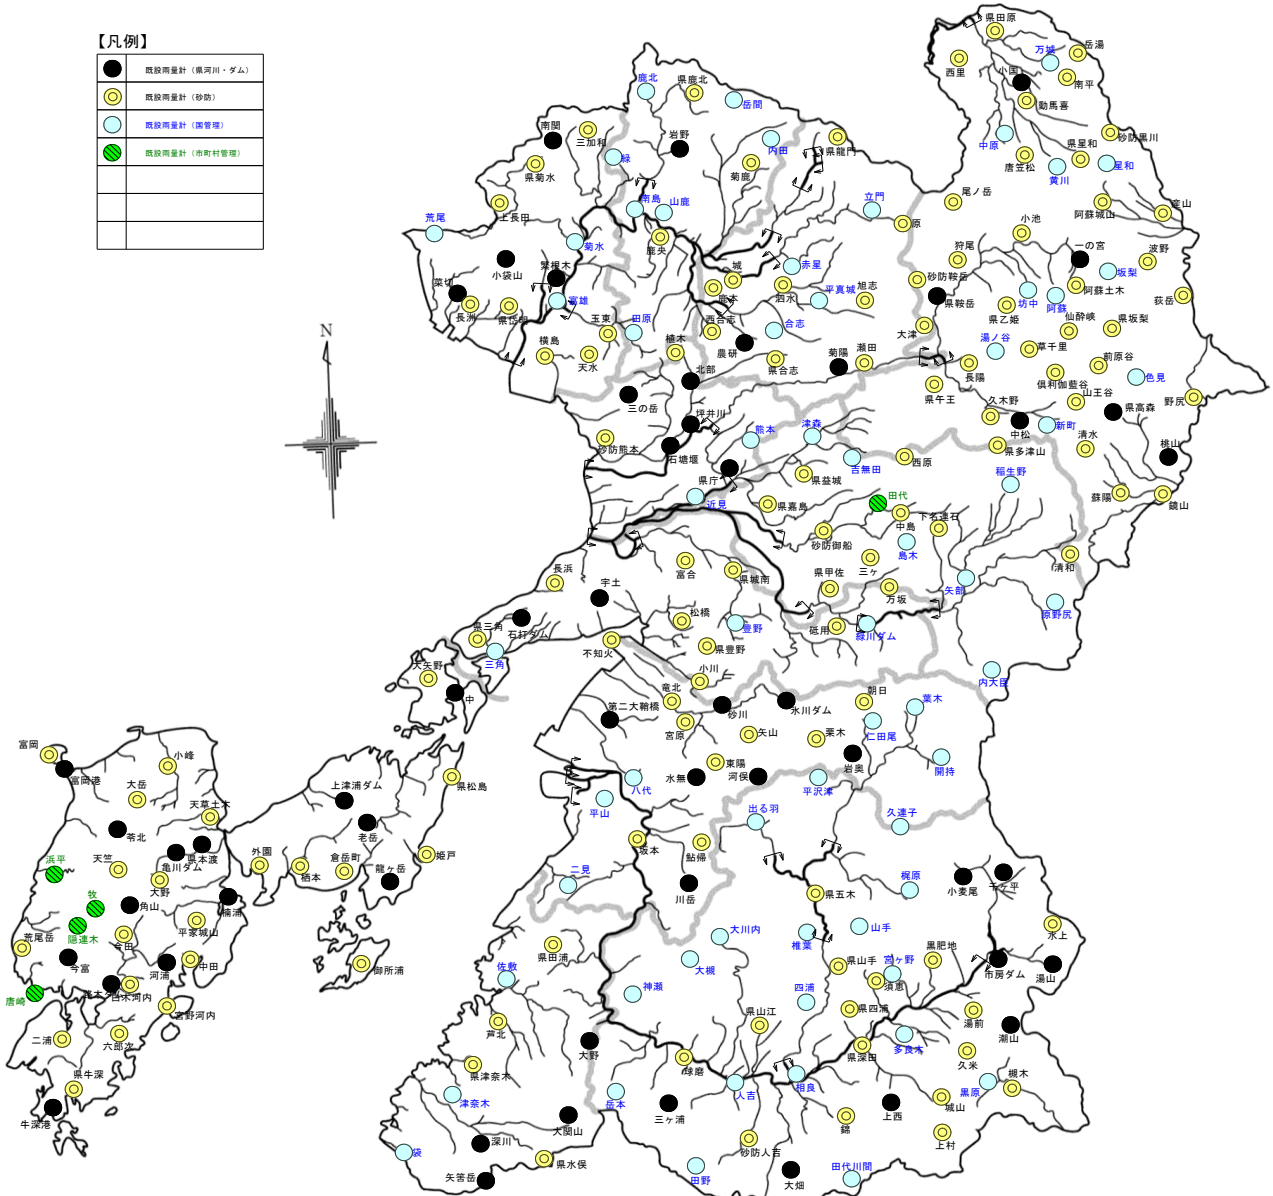 【凡例】
既設雨量計（県河川・ダム）
既設雨量計（砂防）
既設雨量計（国管理）
既設雨量計（市町村管理）
N
県田原
万城
岳湯
西里
小国
南平
動馬喜
鹿北
県鹿北
岳間
南関
三加和
岩野
内田
県龍門
中原
県星和
砂防黒川
唐笠松
黄川
星和
県菊水
緑
菊鹿
上長田
南島
山鹿
立門
原
尾ノ岳
阿蘇城山
産山
荒尾
菊水
鹿央
小池
小袋山
繁根木
城
赤星
狩尾
一の宮
波野
坂梨
菜切
鹿本
泗水
平真城
旭志
砂防鞍岳
県鞍岳
坊中
阿蘇
阿蘇土木
荻岳
長洲
県岱明
富雄
県乙姫
仙酔峡
県坂梨
玉東
田原
西合志
合志
大津
横島
天水
植木
農研
県合志
菊陽
瀬田
湯ノ谷
草千里
前原谷
長陽
俱利伽藍谷
色見
北部
県午王
山王谷
三の岳
久木野
県高森
野尻
坪井川
中松
新町
砂防熊本
石塘堰
熊本
津森
県多津山
清水
桃山
県庁
吉無田
西原
県益城
稲生野
近見
県嘉島
田代
蘇陽
鏡山
中島
下名連石
砂防御船
島木
長浜
富合
県城南
三ヶ
清和
宇土
県甲佐
万坂
矢部
原野尻
石打ダム
松橋
豊野
砥用
緑川ダム
県三角
三角
不知火
県豊野
大矢野
小川
内大臣
中
竜北
朝日
葉木
第二大鞘橋
砂川
氷川ダム
宮原
仁田尾
矢山
栗木
富岡
富岡港
小峰
東陽
岩奥
開持
県松島
水無
河俣
大岳
上津浦ダム
八代
平沢津
天草土木
平山
苓北
老岳
出る羽
久連子
県本渡
坂本
鮎帰
浜平
天竺
亀川ダム
外園
栖本
倉岳町
姫戸
大野
龍ヶ岳
二見
川岳
県五木
梶原
小麦尾
千ヶ平
牧
角山
楠浦
隠連木
平家城山
大川内
椎葉
山手
水上
荒尾岳
今田
県田浦
黒肥地
今富
河浦
中田
御所浦
大槻
県山手
宮ヶ野
市房ダム
湯山
佐敷
須恵
唐崎
白木河内
神瀬
四浦
宮野河内
県四浦
湯前
芦北
県山江
潮山
二浦
六郎次
大野
多良木
県深田
久米
県津奈木
球磨
県牛深
相良
黒原
槻木
津奈木
岳本
人吉
城山
牛深港
三ヶ浦
上西
大関山
錦
深川
砂防人吉
上村
袋
県水俣
矢筈岳
田野
大畑
田代川間